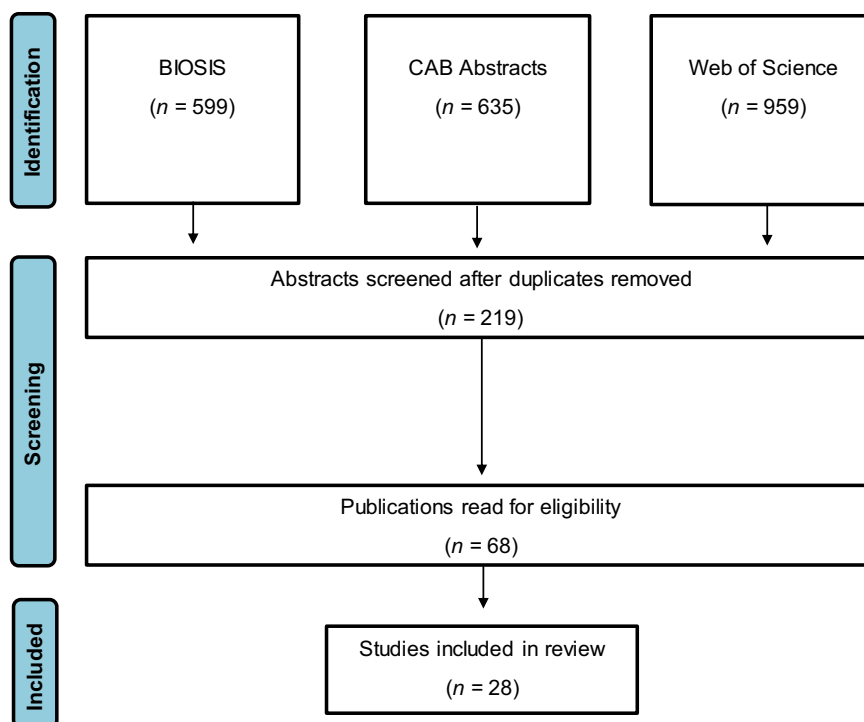 Identification
BIOSIS
(n = 599)
CAB Abstracts
(n = 635)
Web of Science
(n = 959)
Screening
Abstracts screened after duplicates removed
(n = 219)
Publications read for eligibility
(n = 68)
Included
Studies included in review
(n = 28)